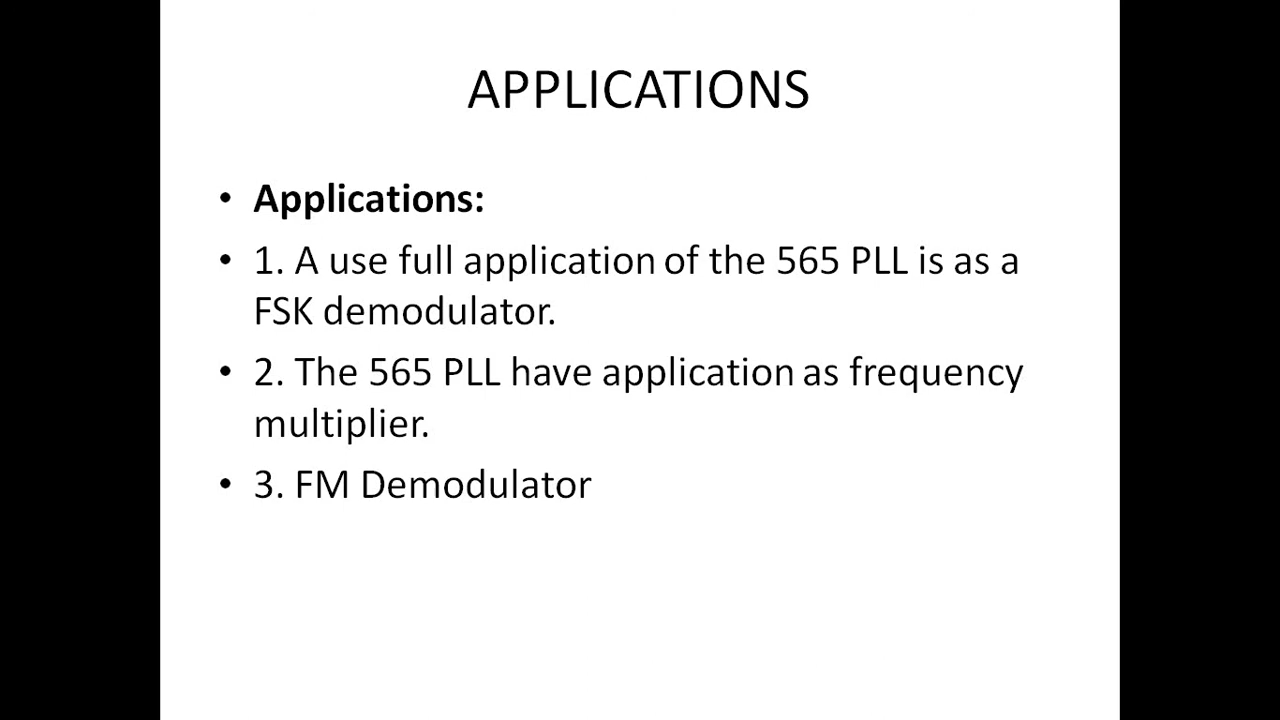 APPLICATIONS
• Applications:
• 1. A use full application of the 565 PLL is as a
FSK demodulator.
• 2. The 565 PLL have application as frequency
multiplier.
• 3. FM Demodulator